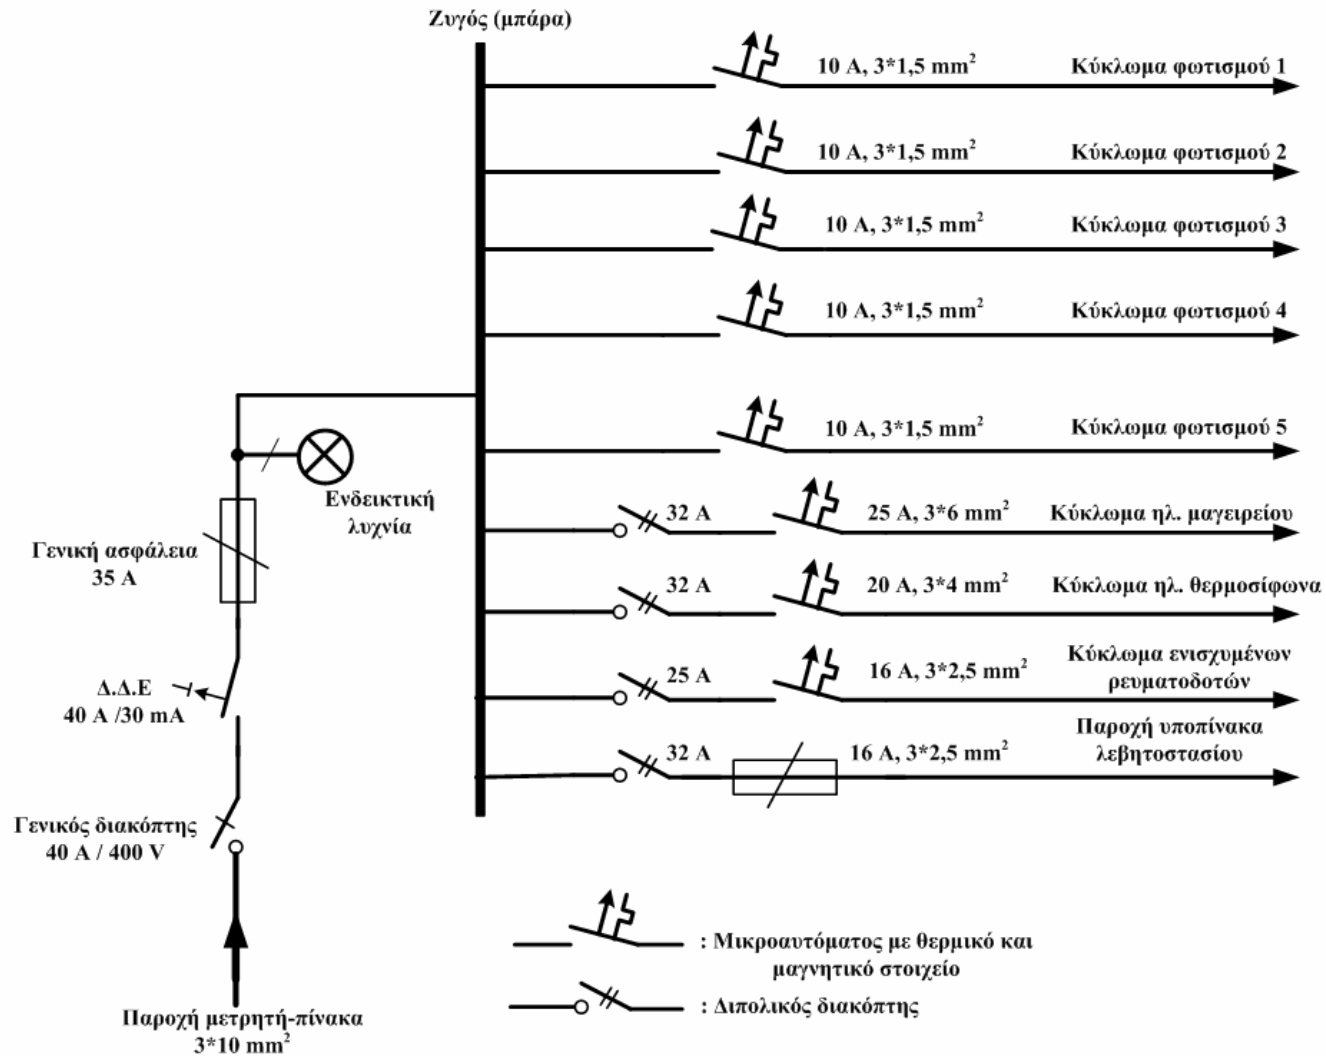 Ζυγός (μπάρα)
10 A, 3*1,5 mm²
Κύκλωμα φωτισμού 1
10 A, 3*1,5 mm²
Κύκλωμα φωτισμού 2
10 A, 3*1,5 mm²
Κύκλωμα φωτισμού 3
10 A, 3*1,5 mm²
Κύκλωμα φωτισμού 4
10 A, 3*1,5 mm²
Κύκλωμα φωτισμού 5
32 A
25 A, 3*6 mm²
Κύκλωμα ηλ. μαγειρείου
32 A
20 A, 3*4 mm²
Κύκλωμα ηλ. θερμοσίφωνα
25 A
16 A, 3*2,5 mm²
Κύκλωμα ενισχυμένων
ρευματοδοτών
32 A
16 A, 3*2,5 mm²
Παροχή υποπίνακα
λεβητοστασίου
Ενδεικτική
λυχνία
Γενική ασφάλεια
35 A
Δ.Δ.Ε
40 A /30 mA
Γενικός διακόπτης
40 A / 400 V
Παροχή μετρητή-πίνακα
3*10 mm²
: Μικροαυτόματος με θερμικό και
μαγνητικό στοιχείο
: Διπολικός διακόπτης